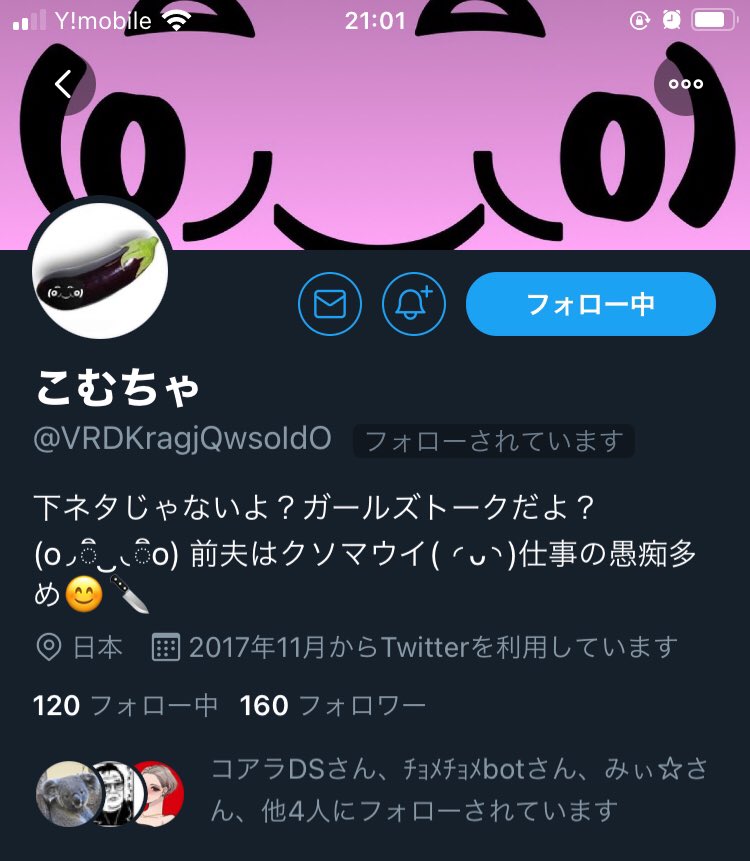 Y!mobile 21:01
フォロー中
こむちゃ
@VRDKragjQwsoldO フォローされています
下ネタじゃないよ？ガールズトークだよ？
(o◞ི‿◟ྀo) 前夫はクソマウイ( ◜ᴗ◝ )仕事の愚痴多
め😊🔪
日本 2017年11月からTwitterを利用しています
120 フォロー中 160 フォロワー
コアラDSさん、ﾁｮﾒﾁｮﾒbotさん、みぃ☆さ
ん、他4人にフォローされています